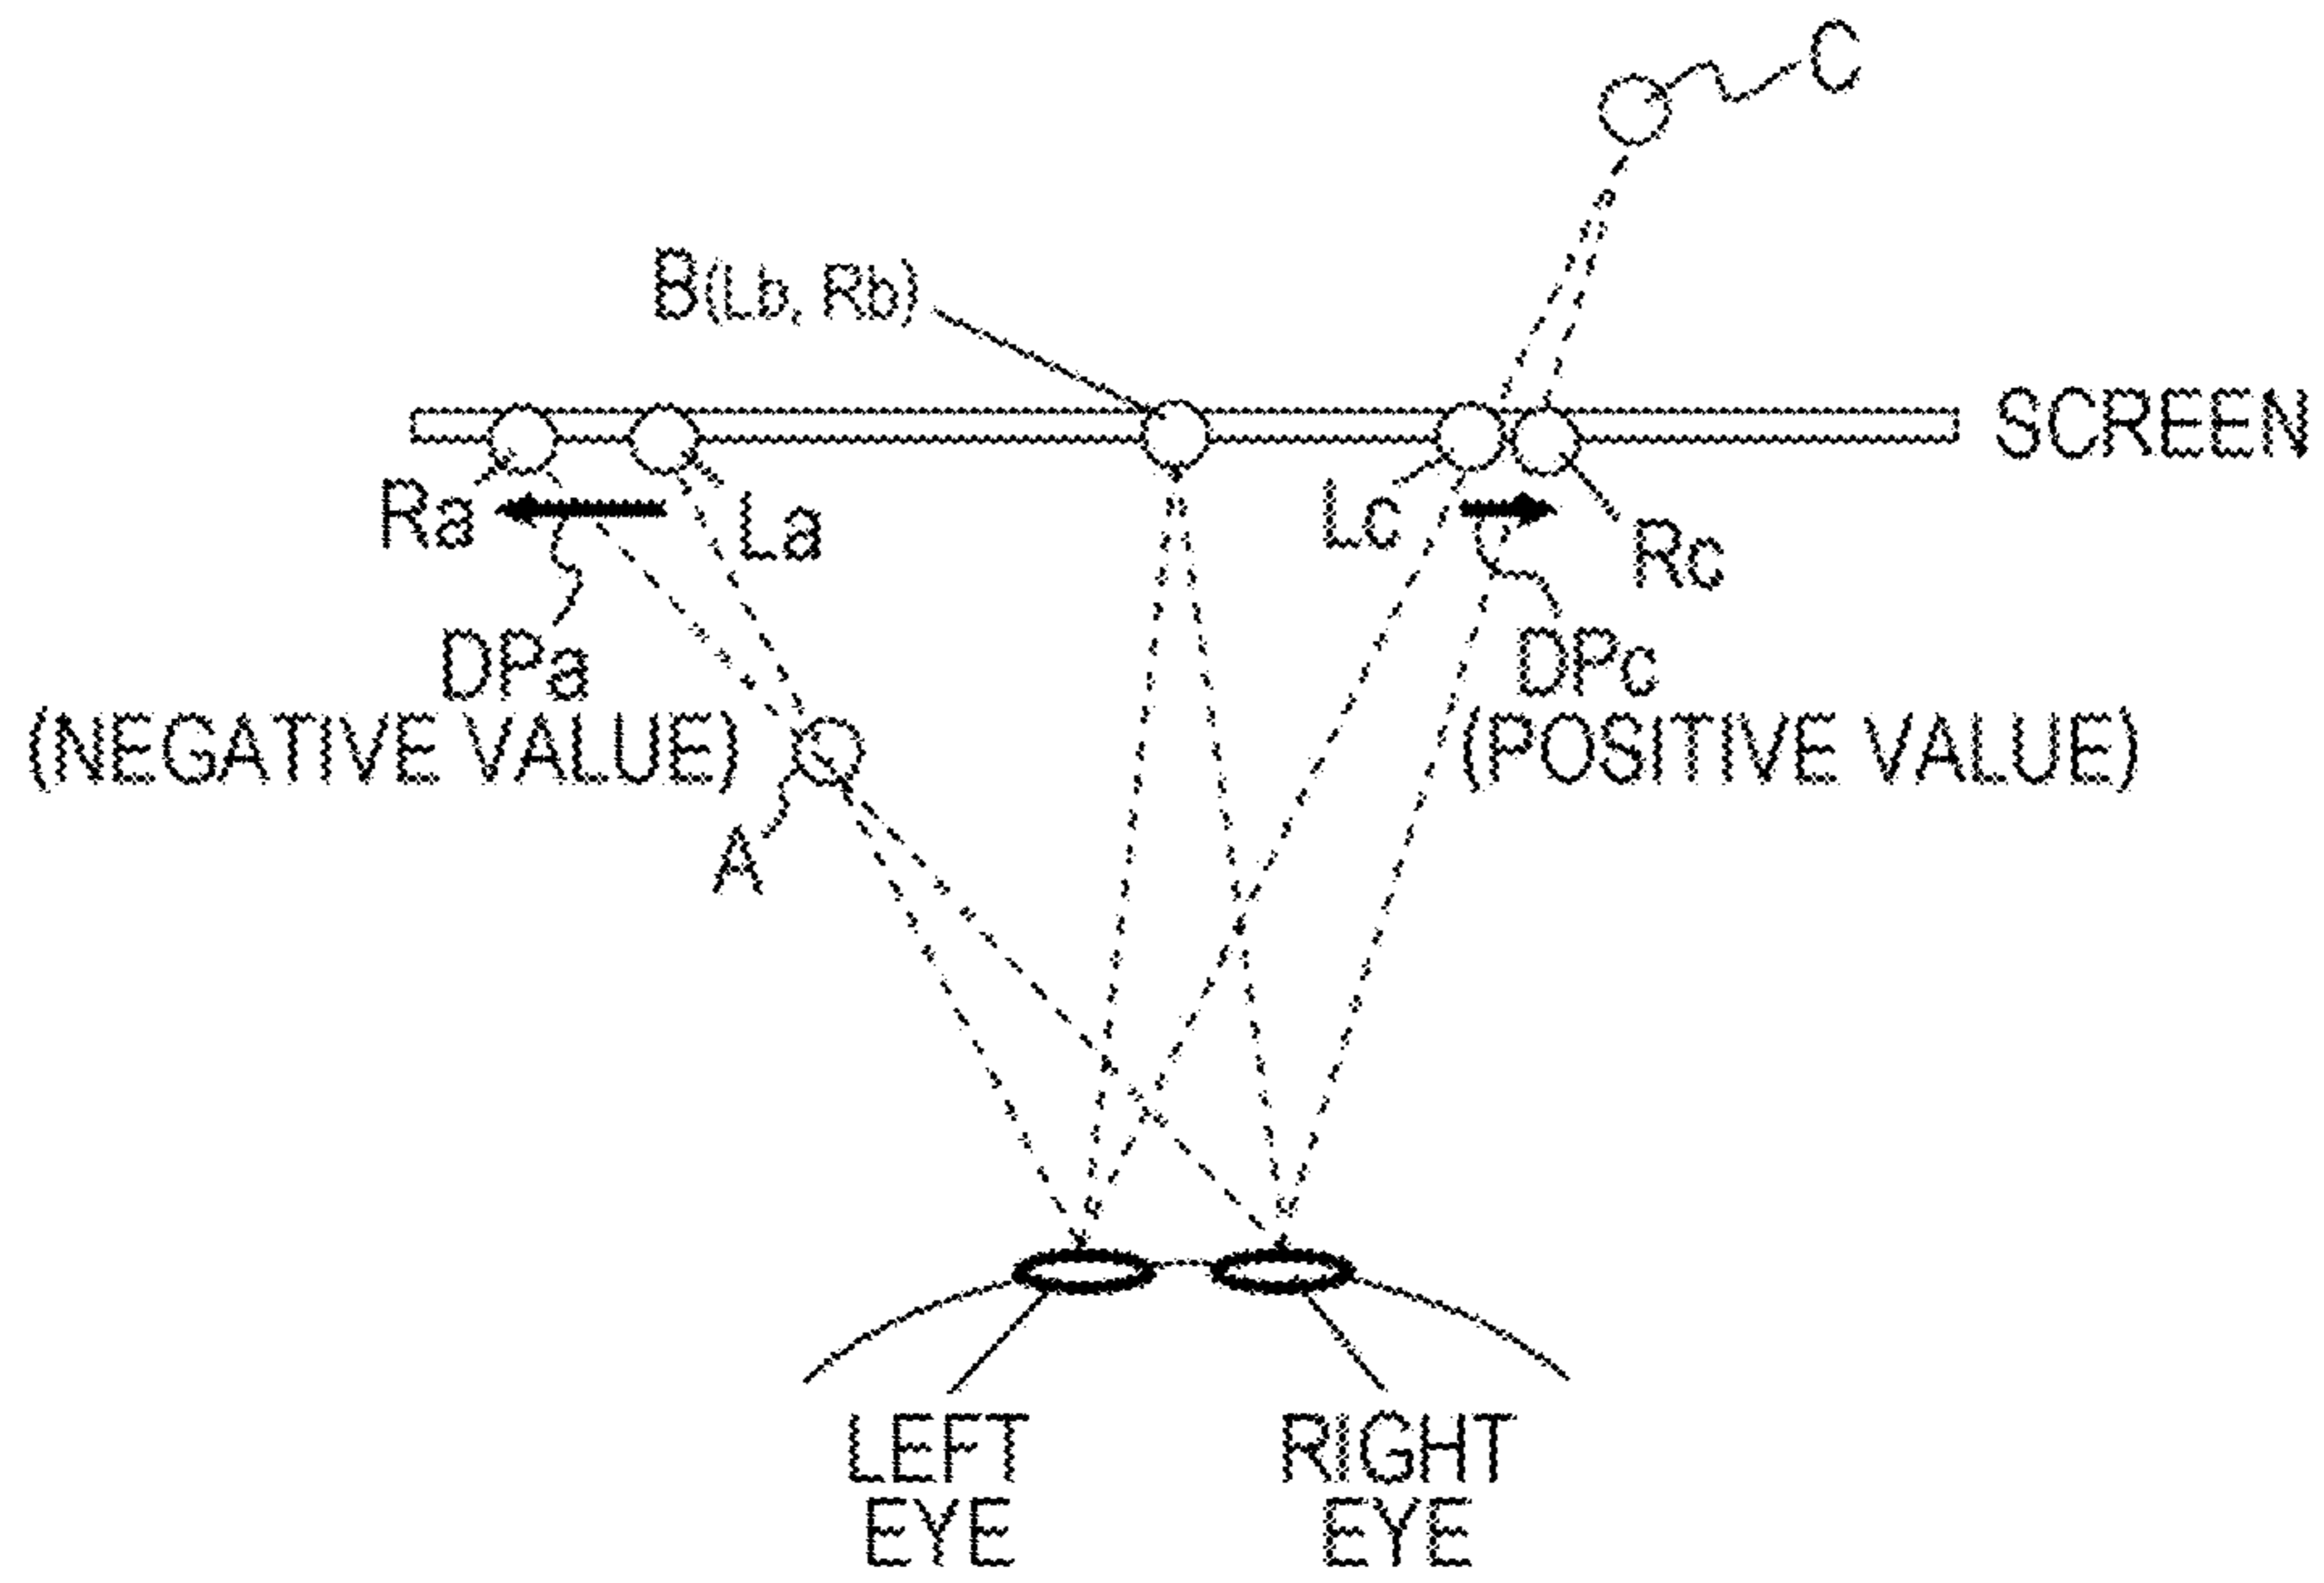 C
B(Lb, Rb)
SCREEN
Ra
La
Lc
Rc
DPa
(NEGATIVE VALUE)
DPc
(POSITIVE VALUE)
A
LEFT
EYE
RIGHT
EYE